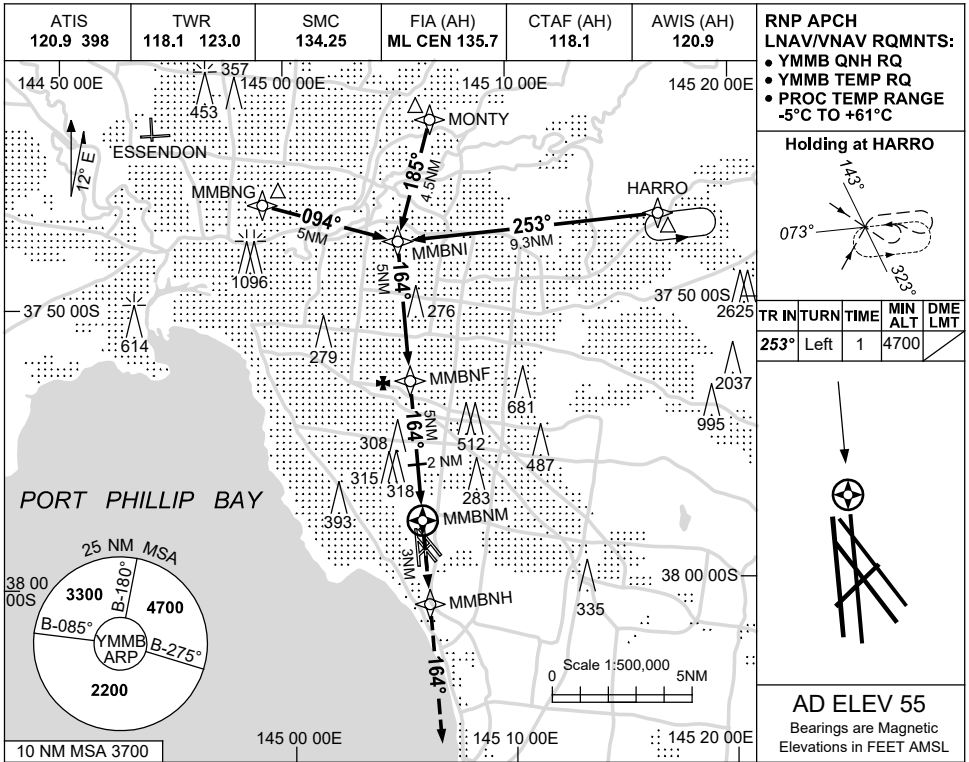 ATIS
120.9 398
TWR
118.1 123.0
SMC
134.25
FIA (AH)
ML CEN 135.7
CTAF (AH)
118.1
AWIS (AH)
120.9
RNP APCH
LNAV/VNAV RQMNTS:
• YMMB QNH RQ
• YMMB TEMP RQ
• PROC TEMP RANGE
-5°C TO +61°C
144 50 00E
357
453
145 00 00E
145 10 00E
145 20 00E
MONTY
ESSENDON
12° E
185°
4.5NM
MMBNG
094°
5NM
HARRO
253°
9.3NM
MMBNI
1096
5NM
164°
276
37 50 00S
2625
37 50 00S
614
279
MMBNF
2037
995
681
5NM
164°
512
308
487
2 NM
315
318
283
393
MMBNM
PORT PHILLIP BAY
3NM
38 00 00S
335
MMBNH
164°
25 NM MSA
38 00
00S
3300
B-180°
4700
B-085°
YMMB
ARP
B-275°
2200
Scale 1:500,000
0
5NM
10 NM MSA 3700
145 00 00E
145 10 00E
145 20 00E
Holding at HARRO
143°
073°
323°
TR IN
TURN
TIME
MIN
ALT
DME
LMT
253°
Left
1
4700
AD ELEV 55
Bearings are Magnetic
Elevations in FEET AMSL